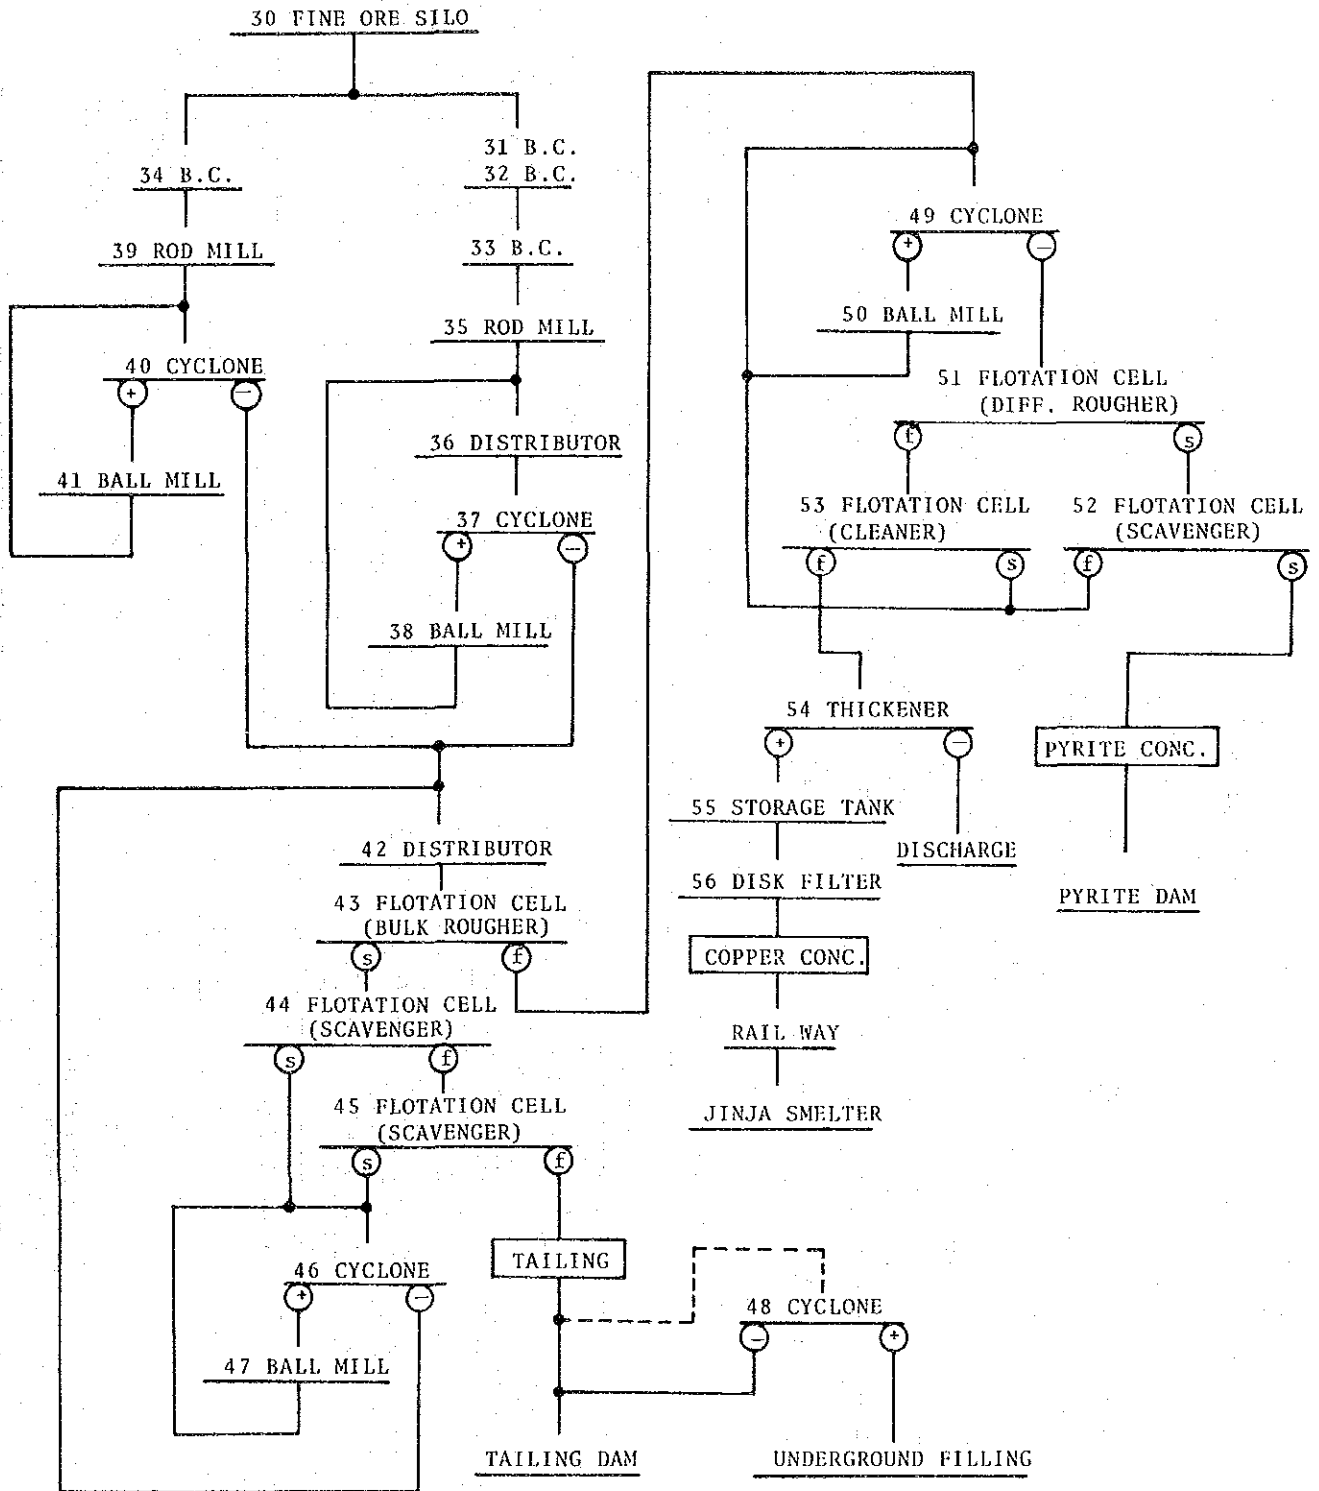 30 FINE ORE SILO
34 B.C.
31 B.C.
32 B.C.
39 ROD MILL
33 B.C.
35 ROD MILL
40 CYCLONE
+
−
36 DISTRIBUTOR
41 BALL MILL
37 CYCLONE
+
−
38 BALL MILL
42 DISTRIBUTOR
43 FLOTATION CELL
(BULK ROUGHER)
s
f
44 FLOTATION CELL
(SCAVENGER)
s
f
45 FLOTATION CELL
(SCAVENGER)
s
f
46 CYCLONE
+
−
47 BALL MILL
TAILING
48 CYCLONE
−
+
TAILING DAM
UNDERGROUND FILLING
49 CYCLONE
+
−
50 BALL MILL
51 FLOTATION CELL
(DIFF. ROUGHER)
f
s
53 FLOTATION CELL
(CLEANER)
f
s
52 FLOTATION CELL
(SCAVENGER)
f
s
54 THICKENER
+
−
PYRITE CONC.
55 STORAGE TANK
DISCHARGE
56 DISK FILTER
PYRITE DAM
COPPER CONC.
RAIL WAY
JINJA SMELTER